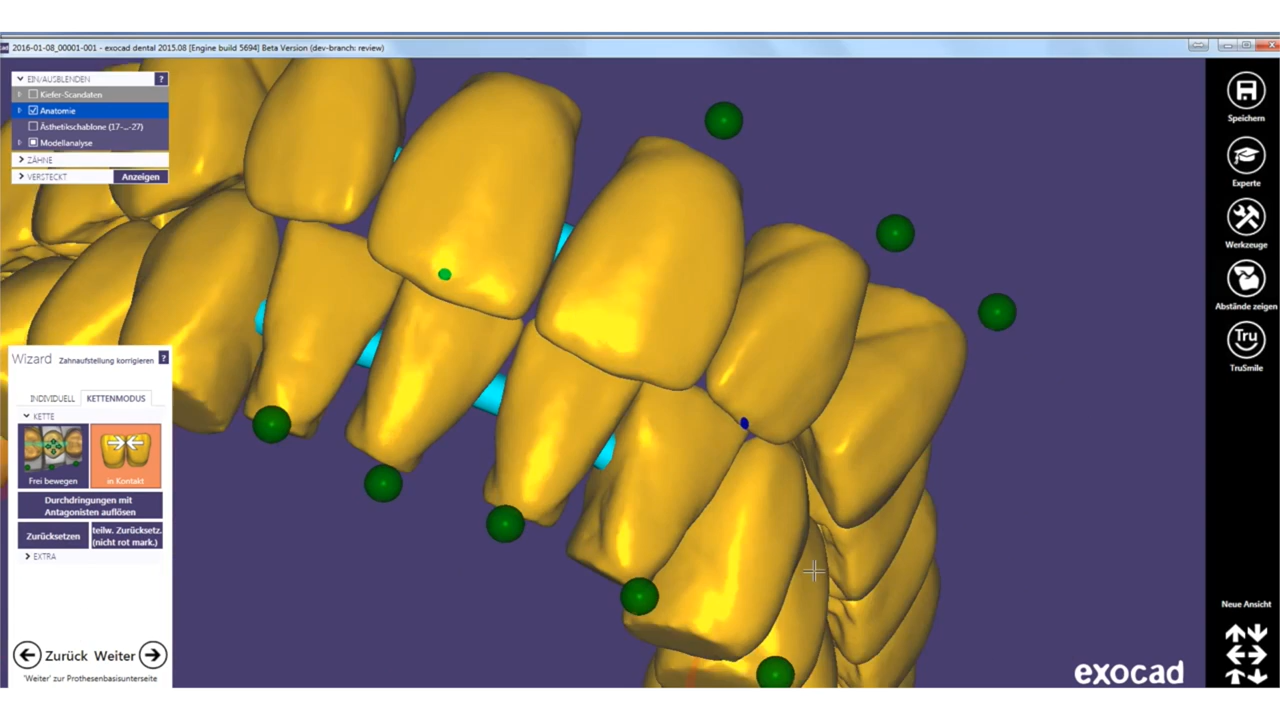 2016-01-08_00001-001 - exocad dental 2015.08 [Engine build 5694] Beta Version (dev-branch: review)
EIN/AUSBLENDEN ?
Kiefer-Scandaten
Anatomie
Ästhetikschablone (17-...-27)
Modellanalyse
ZÄHNE
VERSTECKT Anzeigen
Wizard Zahnaufstellung korrigieren ?
INDIVIDUELL KETTENMODUS
KETTE
Frei bewegen in Kontakt
Durchdringungen mit
Antagonisten auflösen
Zurücksetzen teilw. Zurücksetz.
(nicht rot mark.)
EXTRA
Zurück Weiter
'Weiter' zur Prothesenbasisunterseite
Speichern
Experte
Werkzeuge
Abstände zeigen
Tru
TruSmile
Neue Ansicht
exocad